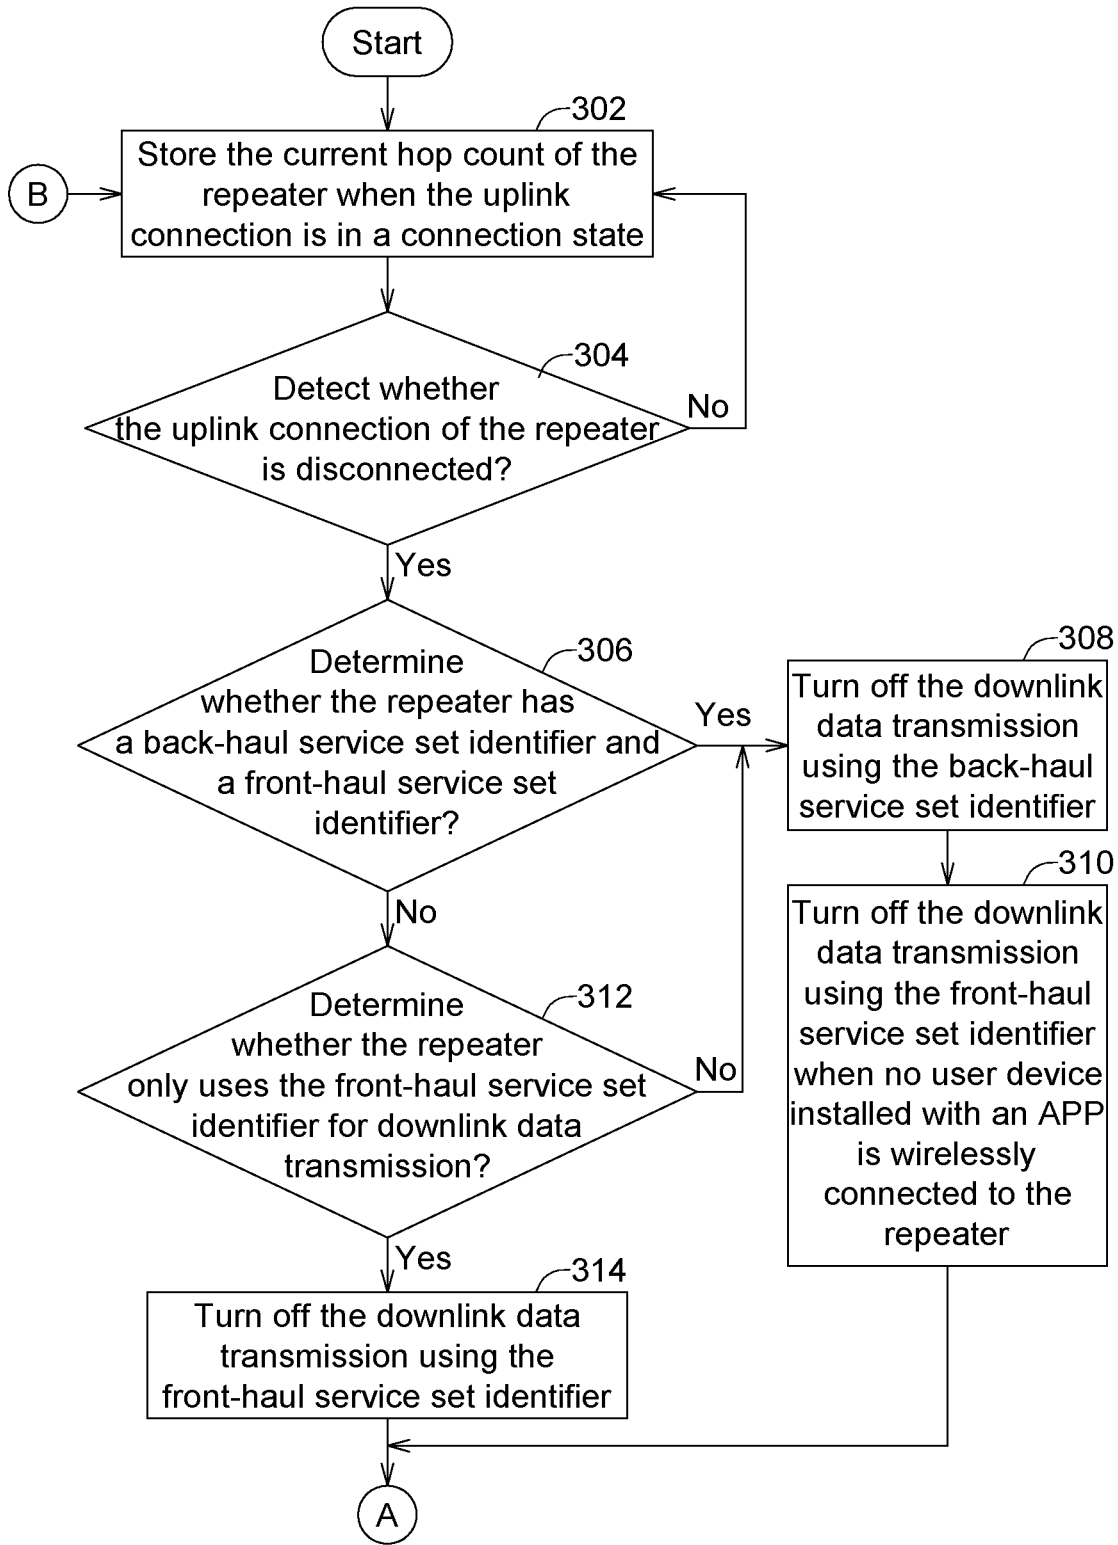 Start
302
Store the current hop count of the
repeater when the uplink
connection is in a connection state
B
304
Detect whether
the uplink connection of the repeater
is disconnected?
No
Yes
306
Determine
whether the repeater has
a back-haul service set identifier and
a front-haul service set
identifier?
Yes
308
Turn off the downlink
data transmission
using the back-haul
service set identifier
310
Turn off the downlink
data transmission
using the front-haul
service set identifier
when no user device
installed with an APP
is wirelessly
connected to the
repeater
No
312
Determine
whether the repeater
only uses the front-haul service set
identifier for downlink data
transmission?
No
Yes
314
Turn off the downlink data
transmission using the
front-haul service set identifier
A